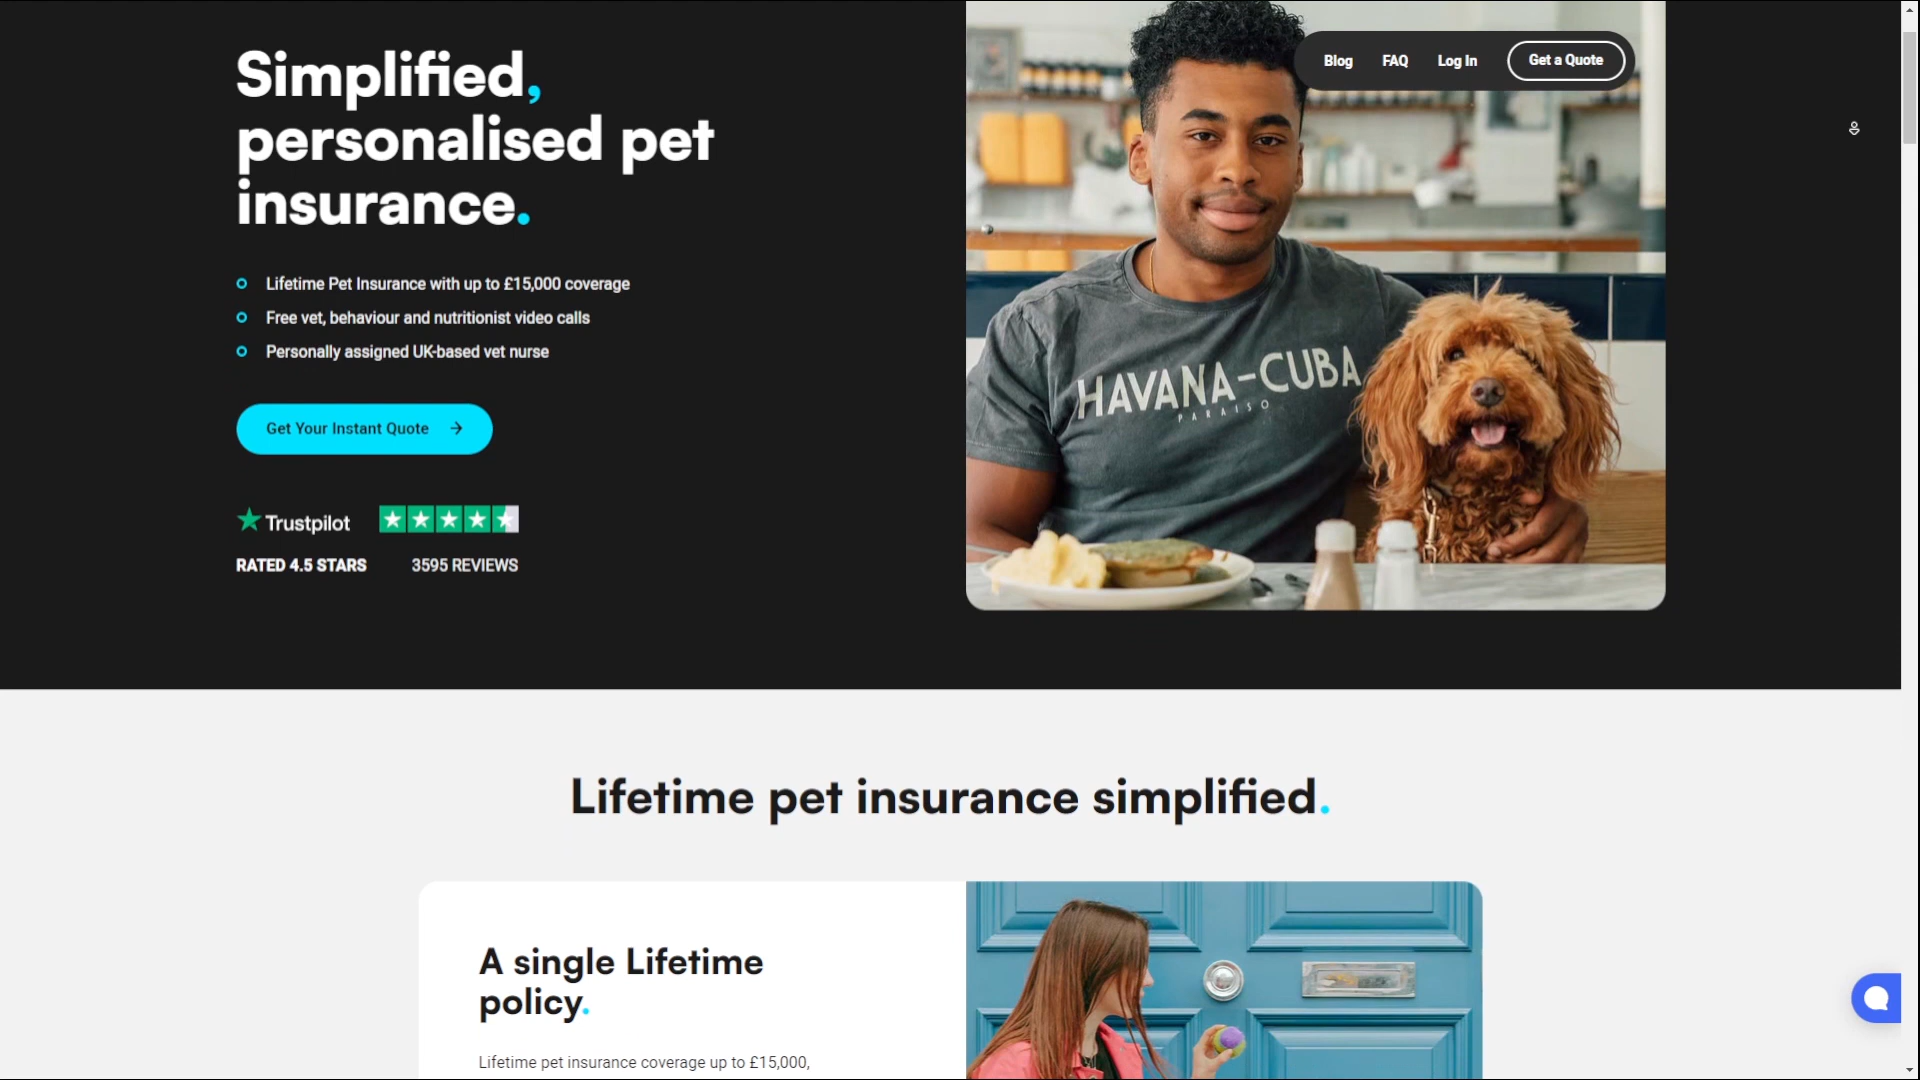 Blog FAQ Log In Get a Quote
Simplified,
personalised pet
insurance.
Lifetime Pet Insurance with up to £15,000 coverage
Free vet, behaviour and nutritionist video calls
Personally assigned UK-based vet nurse
Get Your Instant Quote
Trustpilot
RATED 4.5 STARS 3595 REVIEWS
HAVANA-CUBA
PARAISO
Lifetime pet insurance simplified.
A single Lifetime
policy.
Lifetime pet insurance coverage up to £15,000,